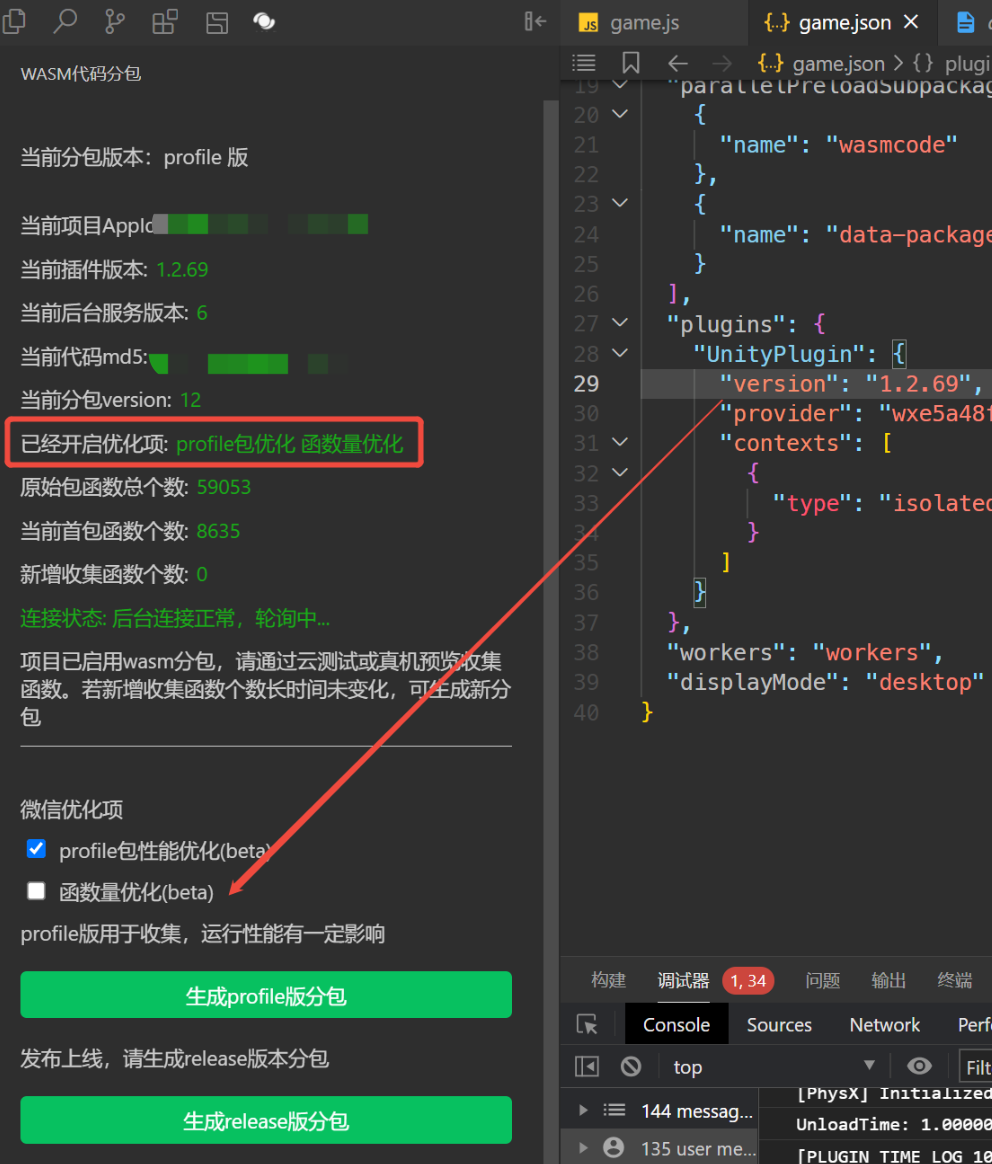 WASM代码分包
当前分包版本：profile 版
当前项目AppId
当前插件版本: 1.2.69
当前后台服务版本: 6
当前代码md5:
当前分包version: 12
已经开启优化项: profile包优化 函数量优化
原始包函数总个数: 59053
当前首包函数个数: 8635
新增收集函数个数: 0
连接状态: 后台连接正常，轮询中...
项目已启用wasm分包，请通过云测试或真机预览收集
函数。若新增收集函数个数长时间未变化，可生成新分
包
微信优化项
profile包性能优化(beta)
函数量优化(beta)
profile版用于收集，运行性能有一定影响
生成profile版分包
发布上线，请生成release版本分包
生成release版分包
game.js
{..} game.json ×
{..} game.json > {} plugi
19 "parallelPreloadSubpackag
20 {
21 "name": "wasmcode"
22 },
23 {
24 "name": "data-package
25 }
26 ],
27 "plugins": {
28 "UnityPlugin": {
29 "version": "1.2.69",
30 "provider": "wxe5a48f
31 "contexts": [
32 {
33 "type": "isolated
34 }
35 ]
36 }
37 },
38 "workers": "workers",
39 "displayMode": "desktop"
40 }
构建 调试器 1, 34 问题 输出 终端
Console Sources Network Perf
top Filt
144 messag...
135 user me...
[PhysX] Initialized
UnloadTime: 1.00000
[PLUGIN TIME LOG 10